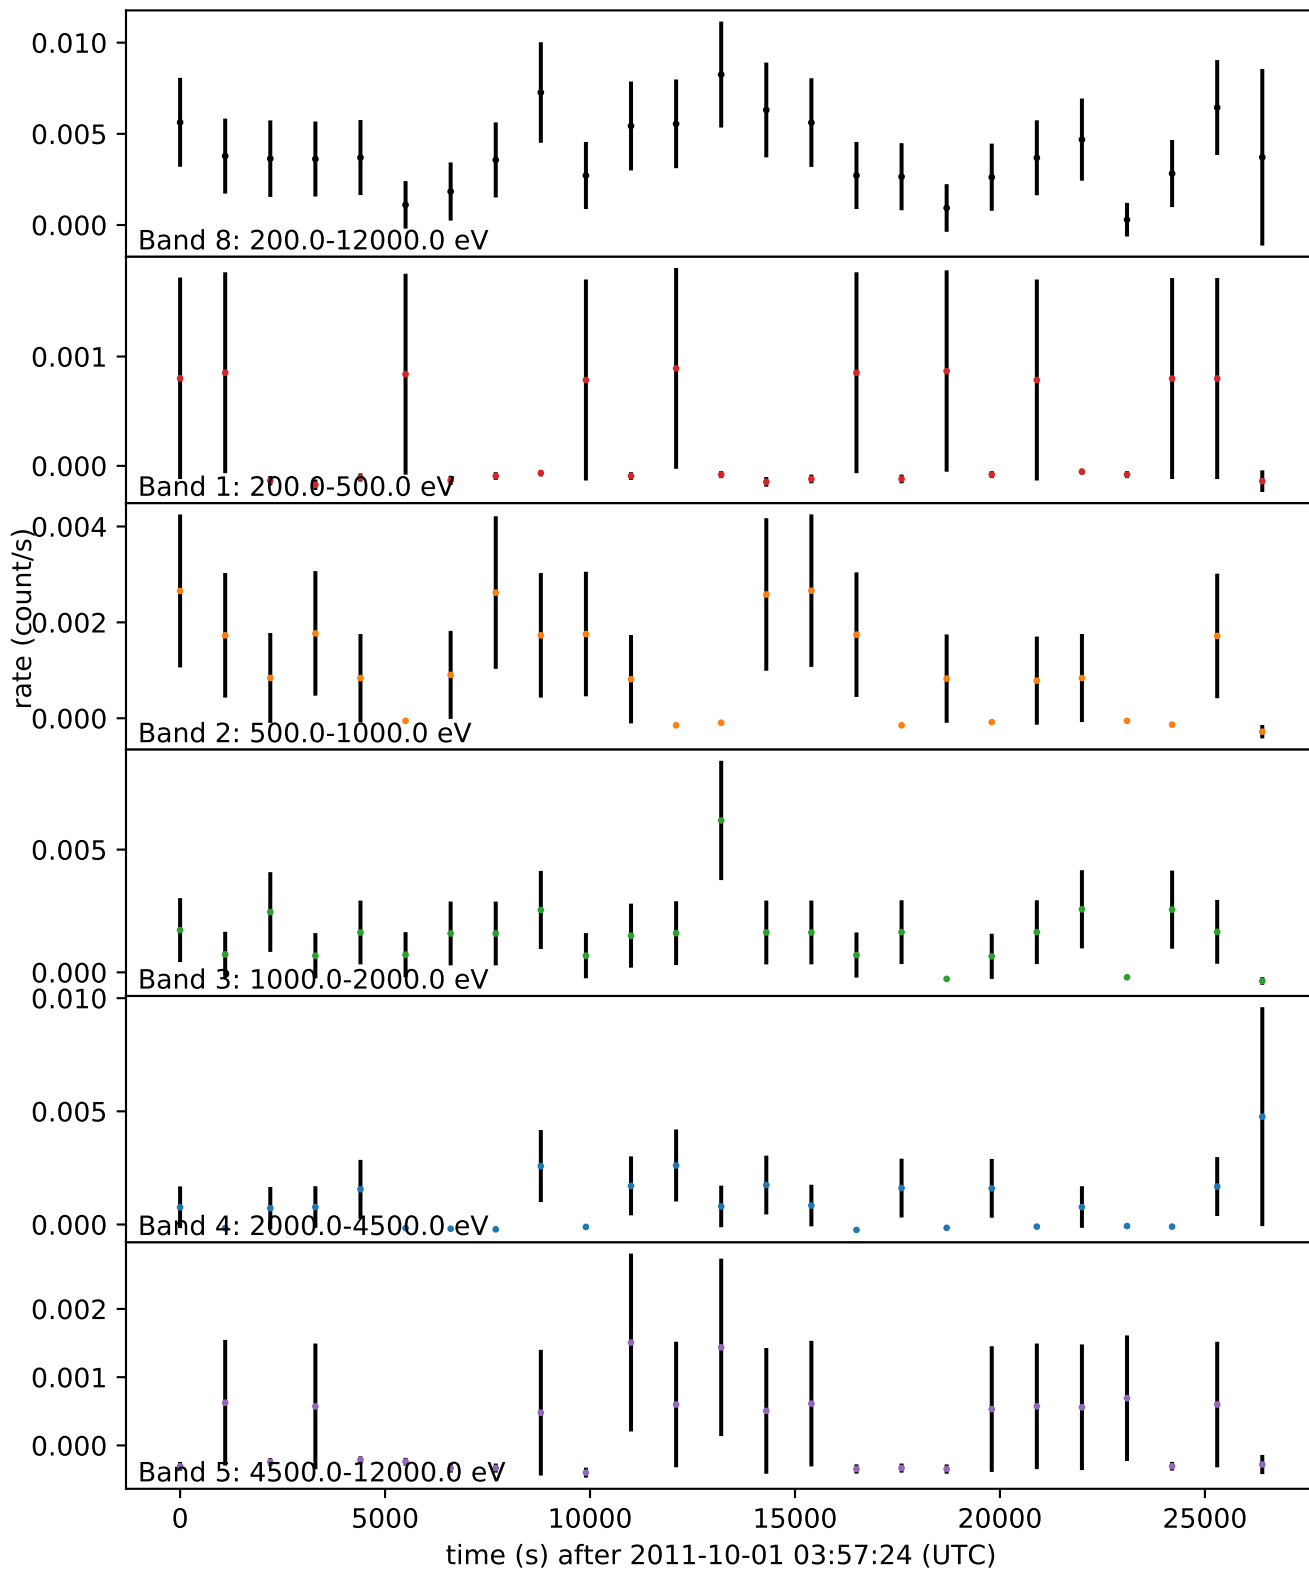 0.010
0.005
0.000
Band 8: 200.0-12000.0 eV
0.001
0.000
Band 1: 200.0-500.0 eV
rate (count/s)
0.004
0.002
0.000
Band 2: 500.0-1000.0 eV
0.005
0.000
Band 3: 1000.0-2000.0 eV
0.010
0.005
0.000
Band 4: 2000.0-4500.0 eV
0.002
0.001
0.000
Band 5: 4500.0-12000.0 eV
0 5000 10000 15000 20000 25000
time (s) after 2011-10-01 03:57:24 (UTC)